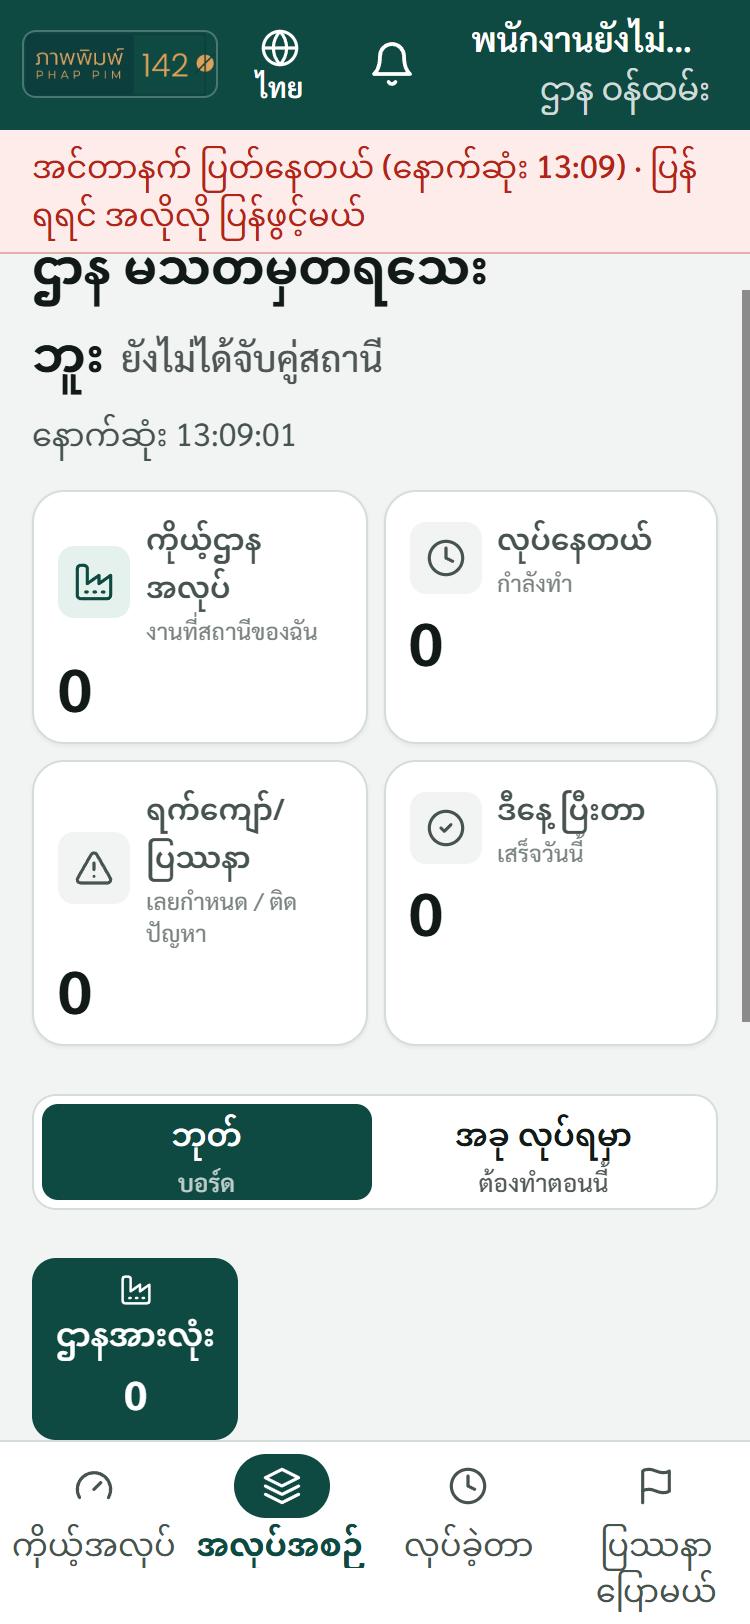 ภาพพิมพ์
PHAP PIM
142
ไทย
พนักงานยังไม่...
ဌာန ဝန်ထမ်း
အင်တာနက် ပြတ်နေတယ် (နောက်ဆုံး 13:09) · ပြန်
ရရင် အလိုလို ပြန်ဖွင့်မယ်
ဌာန မသတ်မှတ်ရသေး
ဘူး ยังไม่ได้จับคู่สถานี
နောက်ဆုံး 13:09:01
ကိုယ့်ဌာန
အလုပ်
งานที่สถานีของฉัน
0
လုပ်နေတယ်
กำลังทำ
0
ရက်ကျော်/
ပြဿနာ
เลยกำหนด / ติด
ปัญหา
0
ဒီနေ့ ပြီးတာ
เสร็จวันนี้
0
ဘုတ်
บอร์ด
အခု လုပ်ရမှာ
ต้องทำตอนนี้
ဌာနအားလုံး
0
ကိုယ့်အလုပ်
အလုပ်အစဉ်
လုပ်ခဲ့တာ
ပြဿနာ
ပြောမယ်